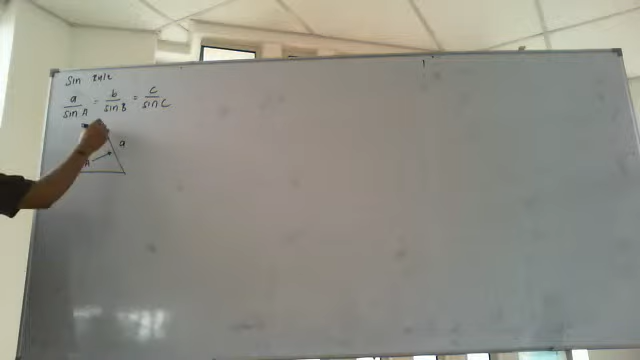 Sin rule
a/sin A = b/sin B = c/sin C
a
A